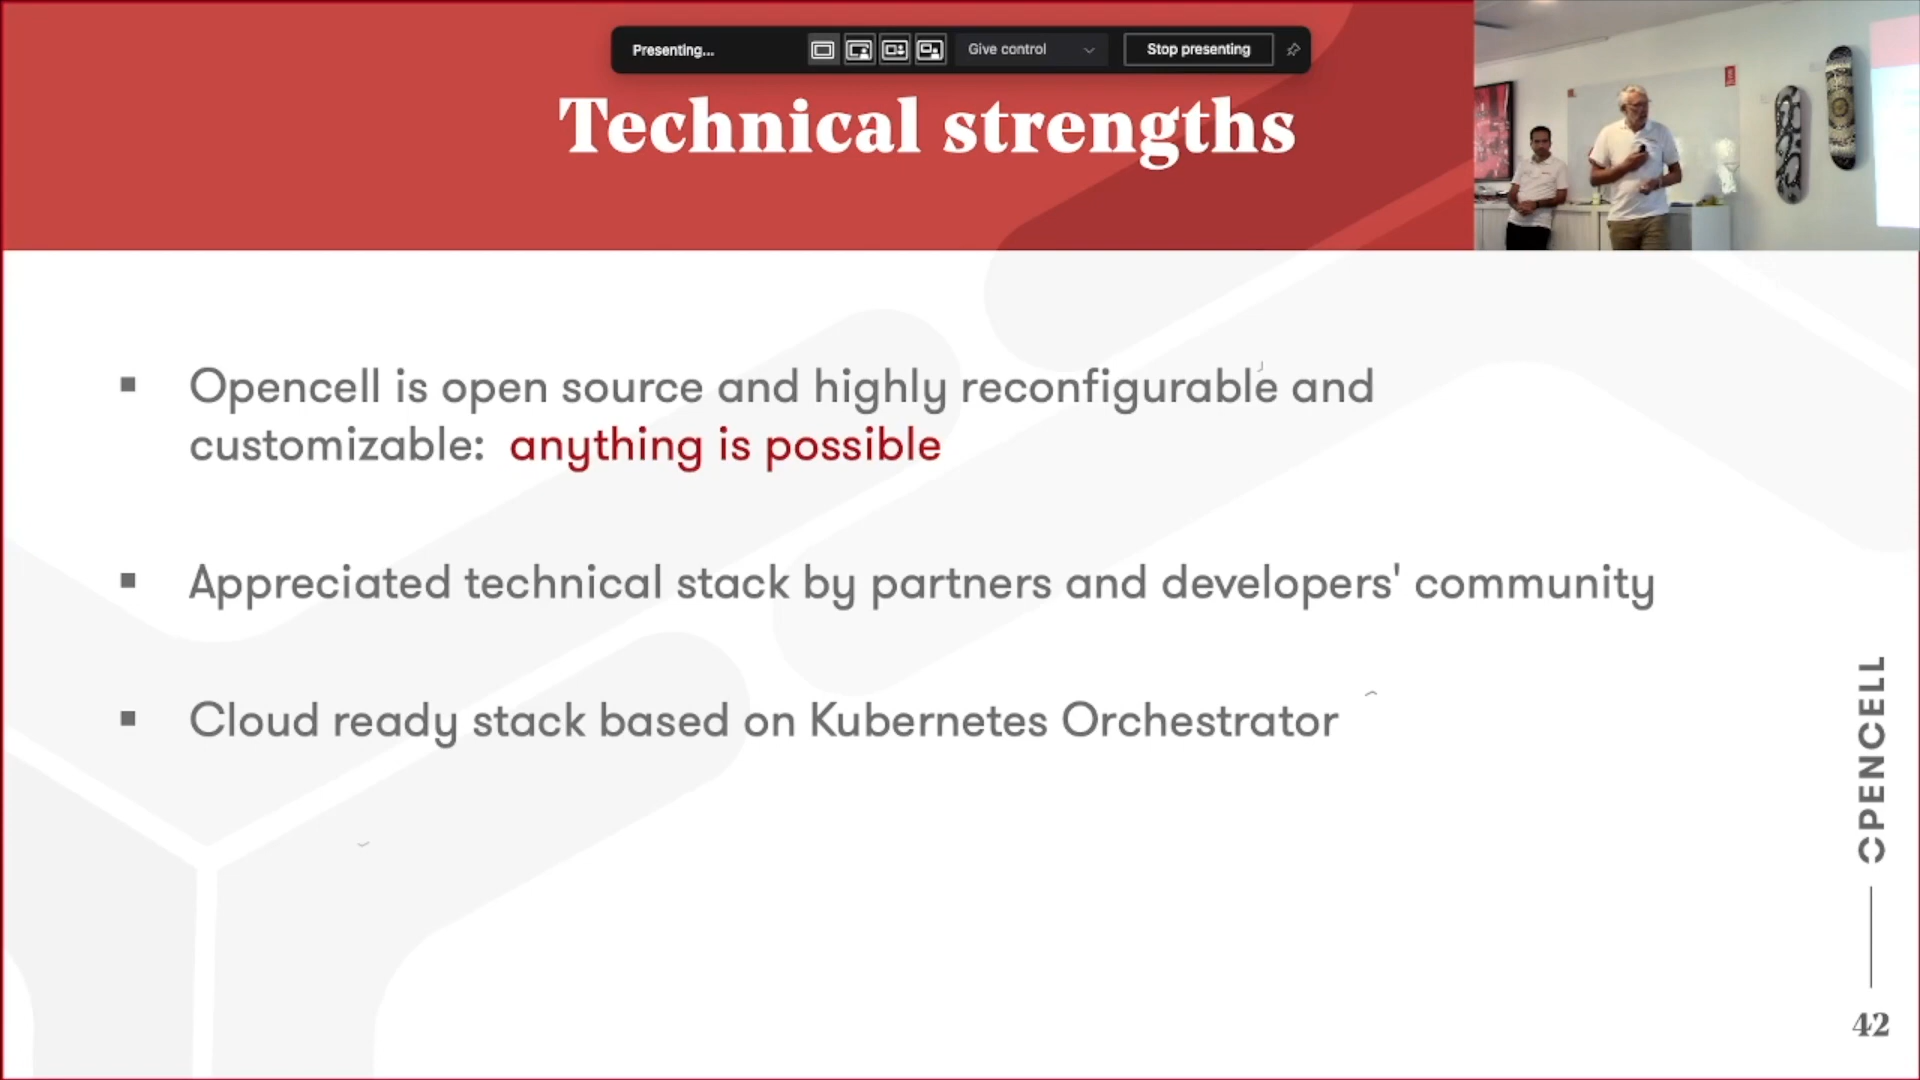 Presenting...
Give control
Stop presenting
Technical strengths
Opencell is open source and highly reconfigurable and
customizable: anything is possible
Appreciated technical stack by partners and developers' community
Cloud ready stack based on Kubernetes Orchestrator
OPENCELL
42